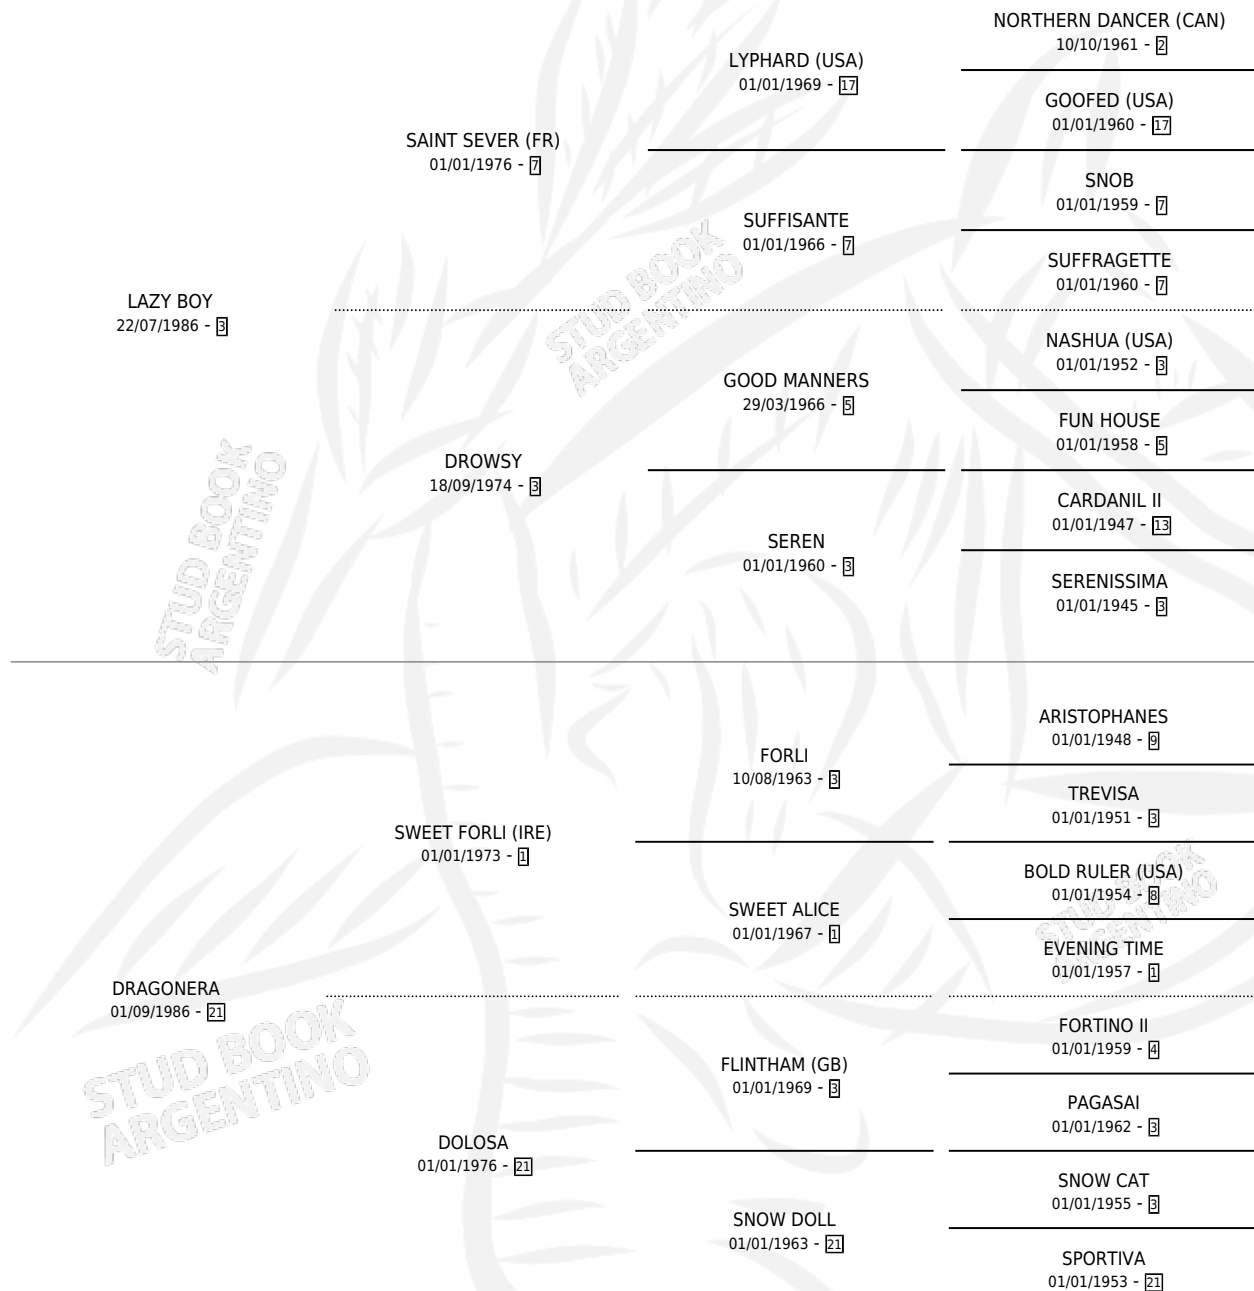 NORTHERN DANCER (CAN)
10/10/1961 - 2
LYPHARD (USA)
01/01/1969 - 17
GOOFED (USA)
01/01/1960 - 17
SAINT SEVER (FR)
01/01/1976 - 7
SNOB
01/01/1959 - 7
SUFFISANTE
01/01/1966 - 7
SUFFRAGETTE
01/01/1960 - 7
LAZY BOY
22/07/1986 - 3
NASHUA (USA)
01/01/1952 - 3
GOOD MANNERS
29/03/1966 - 5
FUN HOUSE
01/01/1958 - 5
DROWSY
18/09/1974 - 3
CARDANIL II
01/01/1947 - 13
SEREN
01/01/1960 - 3
SERENISSIMA
01/01/1945 - 3
STUD BOOK
ARGENTINO
STUD BOOK
ARGENTINO
ARISTOPHANES
01/01/1948 - 9
FORLI
10/08/1963 - 3
TREVISA
01/01/1951 - 3
SWEET FORLI (IRE)
01/01/1973 - 1
BOLD RULER (USA)
01/01/1954 - 8
SWEET ALICE
01/01/1967 - 1
EVENING TIME
01/01/1957 - 1
DRAGONERA
01/09/1986 - 21
FORTINO II
01/01/1959 - 4
FLINTHAM (GB)
01/01/1969 - 3
PAGASAI
01/01/1962 - 3
DOLOSA
01/01/1976 - 21
SNOW CAT
01/01/1955 - 3
SNOW DOLL
01/01/1963 - 21
SPORTIVA
01/01/1953 - 21
STUD BOOK
ARGENTINO
STUD BOOK
ARGENTINO